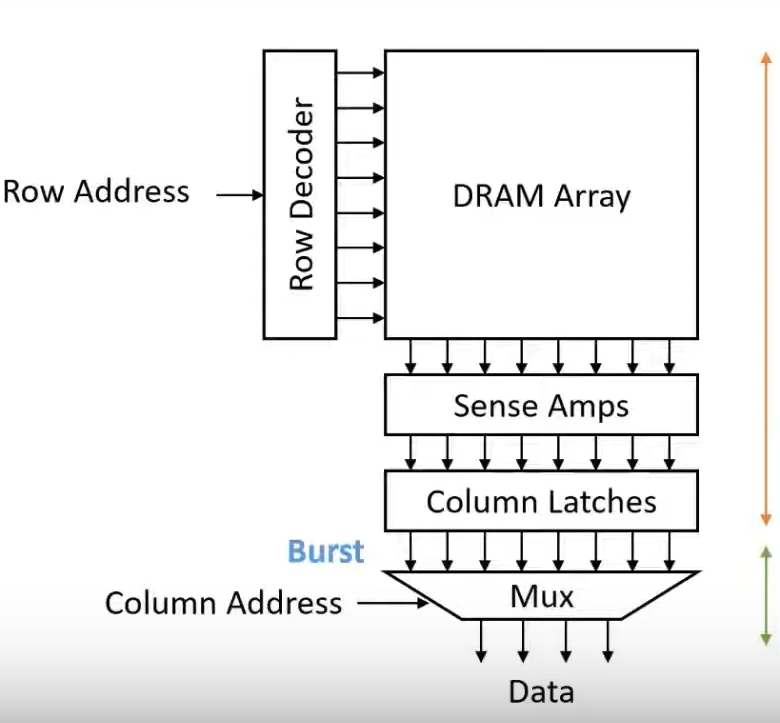 Row Address
Row Decoder
DRAM Array
Sense Amps
Column Latches
Burst
Column Address
Mux
Data